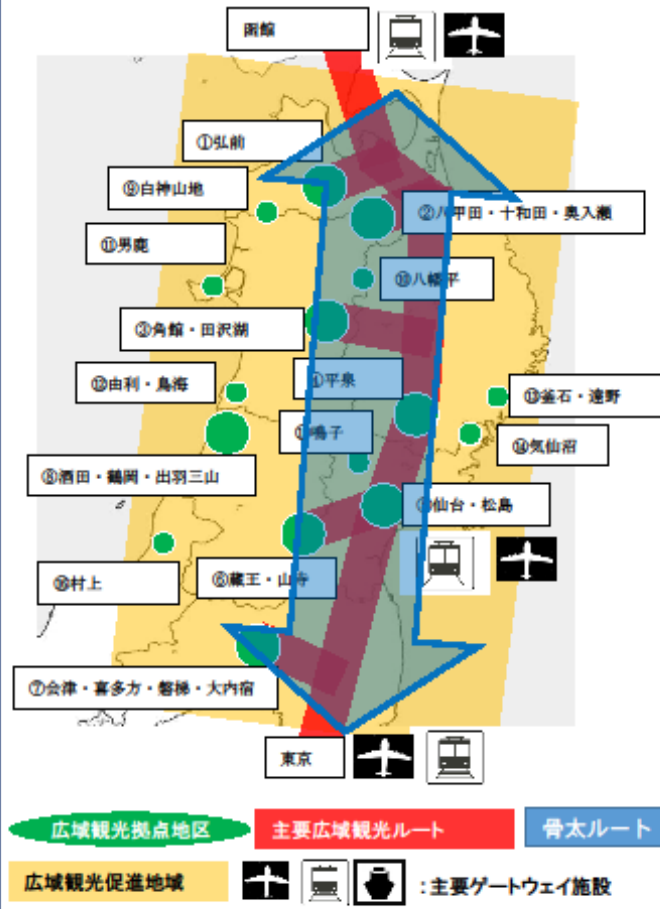 函館
①弘前
⑨白神山地
②八甲田・十和田・奥入瀬
⑪男鹿
⑩八幡平
③角館・田沢湖
④平泉
⑫由利・鳥海
⑬釜石・遠野
鳴子
⑭気仙沼
⑧酒田・鶴岡・出羽三山
仙台・松島
⑥蔵王・山寺
⑯村上
⑦会津・喜多方・磐梯・大内宿
東京
広域観光拠点地区
主要広域観光ルート
骨太ルート
広域観光促進地域
:主要ゲートウェイ施設